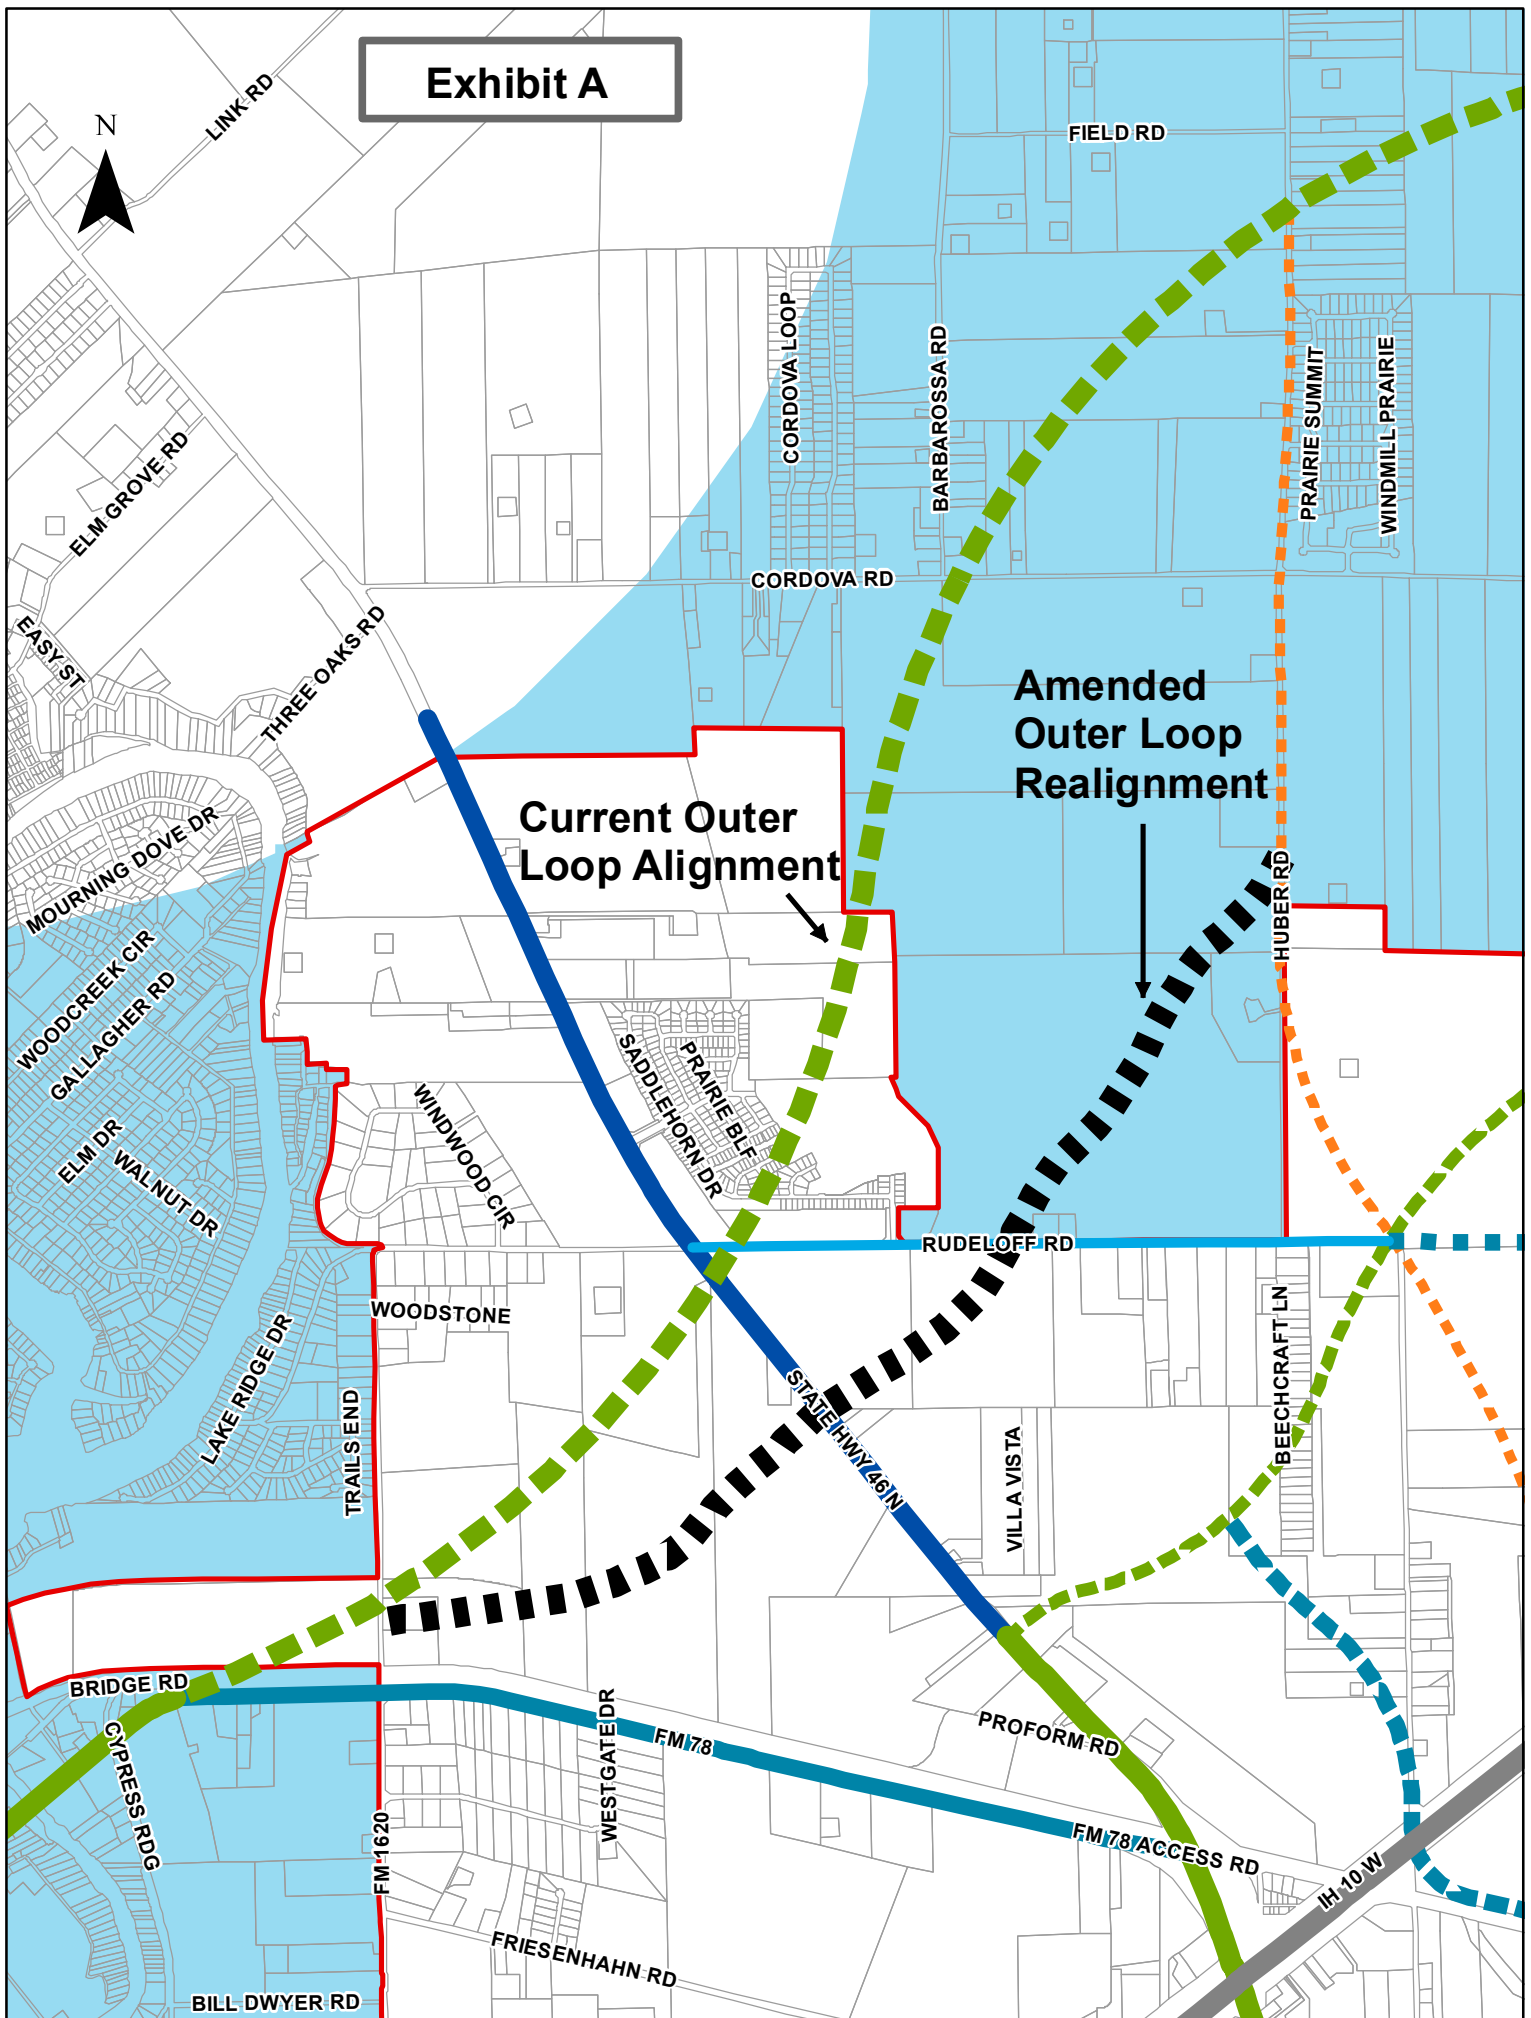 Exhibit A
N
LINK RD
FIELD RD
CORDOVA LOOP
BARBAROSSA RD
PRAIRIE SUMMIT
WINDMILL PRAIRIE
ELM GROVE RD
CORDOVA RD
EASY ST
THREE OAKS RD
Amended
Outer Loop
Realignment
Current Outer
Loop Alignment
MOURNING DOVE DR
HUBER RD
WOODCREEK CIR
GALLAGHER RD
SADDLEHORN DR
PRAIRIE BLF
WINDWOOD CIR
ELM DR
WALNUT DR
RUDELOFF RD
WOODSTONE
LAKE RIDGE DR
TRAILS END
BEECHCRAFT LN
STATE HWY 46 N
VILLA VISTA
BRIDGE RD
CYPRESS RDG
WESTGATE DR
FM 78
PROFORM RD
FM 1620
FM 78 ACCESS RD
IH 10 W
FRIESENHAHN RD
BILL DWYER RD